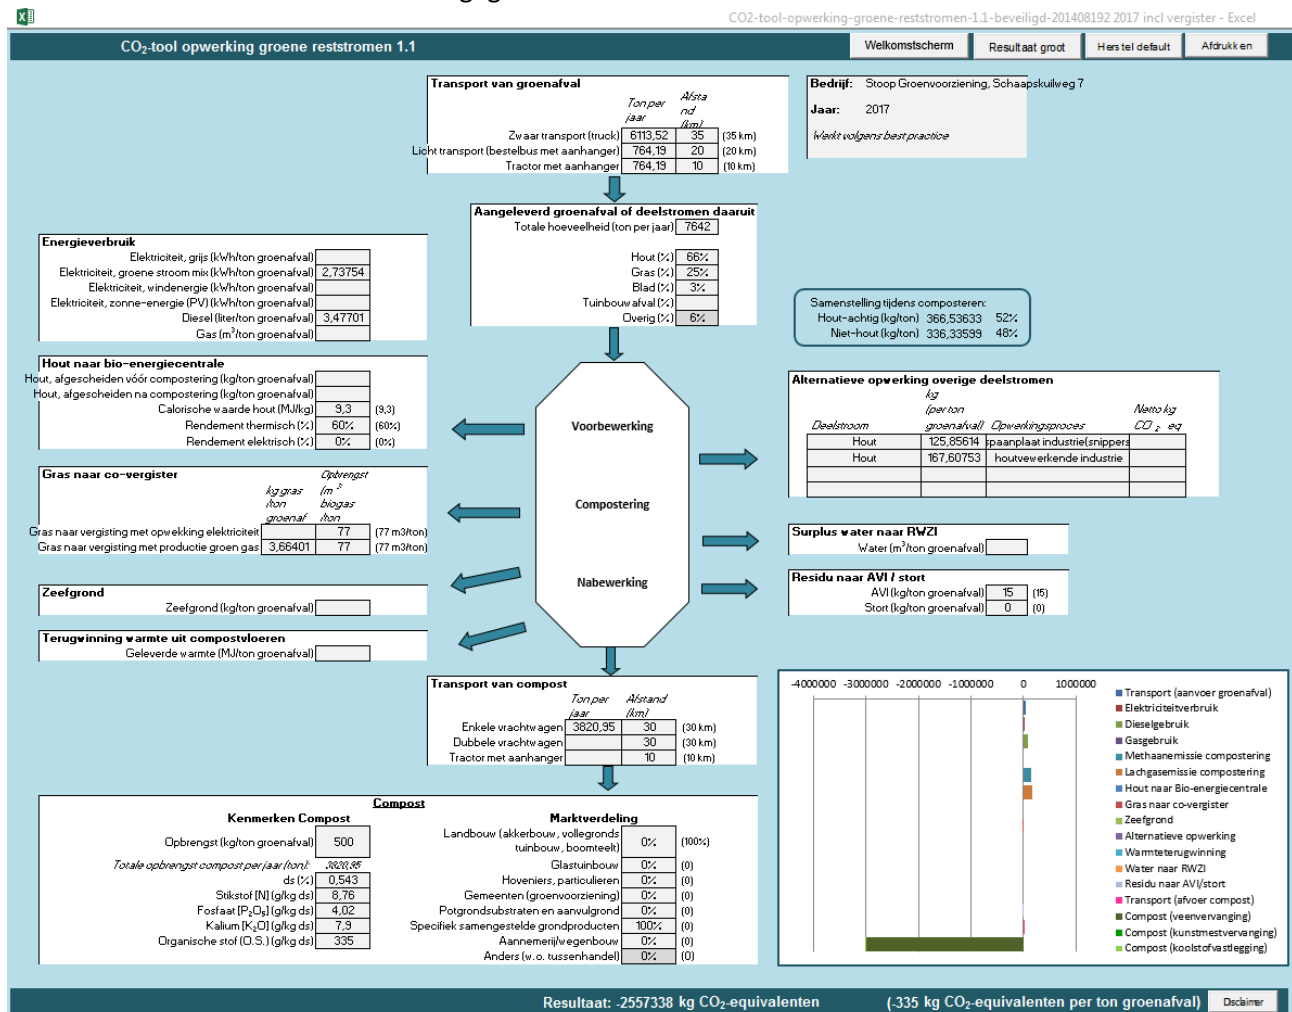 CO2-tool-opwerking-groene-reststromen-1.1-beveiligd-201408192 2017 incl vergister - Excel
CO2-tool opwerking groene reststromen 1.1
Welkomstscherm
Resultaat groot
Herstel default
Afdrukken
Transport van groenafval
Ton per jaar
Afstand (km)
Zwaar transport (truck) 6113,52 35 (35 km)
Licht transport (bestelbus met aanhanger) 764,19 20 (20 km)
Tractor met aanhanger 764,19 10 (10 km)
Bedrijf: Stoop Groenvoorziening, Schaapskuilweg 7
Jaar: 2017
Werkt volgens best practice
Aangeleverd groenafval of deelstromen daaruit
Totale hoeveelheid (ton per jaar) 7642
Hout (%) 66%
Gras (%) 25%
Blad (%) 3%
Tuinbouwafval (%)
Overig (%) 6%
Energieverbruik
Elektriciteit, grijs (kWh/ton groenafval)
Elektriciteit, groene stroom mix (kWh/ton groenafval) 2,73754
Elektriciteit, windenergie (kWh/ton groenafval)
Elektriciteit, zonne-energie (PV) (kWh/ton groenafval)
Diesel (liter/ton groenafval) 3,47701
Gas (m3/ton groenafval)
Samenstelling tijdens composteren:
Hout-achtig (kg/ton) 366,53633 52%
Niet-hout (kg/ton) 336,33599 48%
Hout naar bio-energiecentrale
Hout, afgescheiden vóór compostering (kg/ton groenafval)
Hout, afgescheiden na compostering (kg/ton groenafval)
Calorische waarde hout (MJ/kg) 9,3 (9,3)
Rendement thermisch (%) 60% (60%)
Rendement elektrisch (%) 0% (0%)
Voorbewerking
Compostering
Nabewerking
Alternatieve opwerking overige deelstromen
Deelstroom
kg (per ton groenafval)
Opwerkingsproces
Netto kg CO2 eq
Hout 125,85614 spaanplaat industrie(snippers
Hout 167,60753 houtvewerkende industrie
Gras naar co-vergister
kg gras /ton groenaf
Opbrengst (m3 biogas /ton
Gras naar vergisting met opwekking elektriciteit 77 (77 m3/ton)
Gras naar vergisting met productie groen gas 3,66401 77 (77 m3/ton)
Surplus water naar RWZI
Water (m3/ton groenafval)
Residu naar AVI / stort
AVI (kg/ton groenafval) 15 (15)
Stort (kg/ton groenafval) 0 (0)
Zeefgrond
Zeefgrond (kg/ton groenafval)
Terugwinning warmte uit compostvloeren
Geleverde warmte (MJ/ton groenafval)
Transport van compost
Ton per jaar
Afstand (km)
Enkele vrachtwagen 3820,95 30 (30 km)
Dubbele vrachtwagen 30 (30 km)
Tractor met aanhanger 10 (10 km)
-4000000 -3000000 -2000000 -1000000 0 1000000
Transport (aanvoer groenafval)
Elektriciteitverbruik
Dieselgebruik
Gasgebruik
Methaanemissie compostering
Lachgasemissie compostering
Hout naar Bio-energiecentrale
Gras naar co-vergister
Zeefgrond
Alternatieve opwerking
Warmteterugwinning
Water naar RWZI
Residu naar AVI/stort
Transport (afvoer compost)
Compost (veenvervanging)
Compost (kunstmestvervanging)
Compost (koolstofvastlegging)
Compost
Kenmerken Compost
Opbrengst (kg/ton groenafval) 500
Totale opbrengst compost per jaar (ton): 3820,95
ds (%) 0,543
Stikstof [N] (g/kg ds) 8,76
Fosfaat [P2O5] (g/kg ds) 4,02
Kalium [K2O] (g/kg ds) 7,9
Organische stof (O.S.) (g/kg ds) 335
Marktverdeling
Landbouw (akkerbouw, vollegronds tuinbouw, boomteelt) 0% (100%)
Glastuinbouw 0% (0)
Hoveniers, particulieren 0% (0)
Gemeenten (groenvoorziening) 0% (0)
Potgrondsubstraten en aanvulgrond 0% (0)
Specifiek samengestelde grondproducten 100% (0)
Aannemerij/wegenbouw 0% (0)
Anders (w.o. tussenhandel) 0% (0)
Resultaat: -2557338 kg CO2-equivalenten
(-335 kg CO2-equivalenten per ton groenafval)
Disclaimer